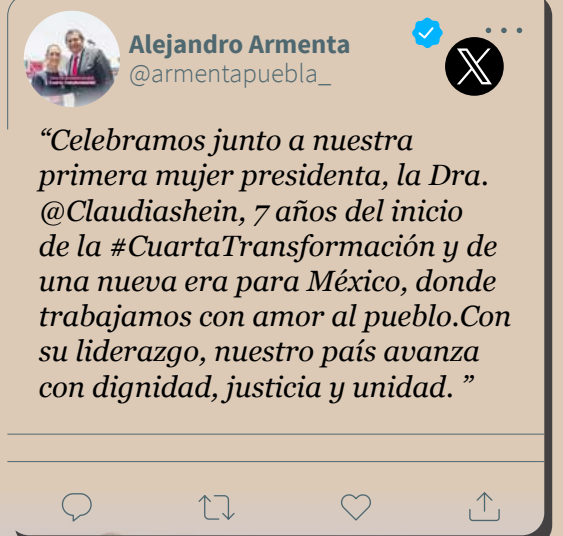 Alejandro Armenta
@armentapuebla_
“Celebramos junto a nuestra
primera mujer presidenta, la Dra.
@Claudiashein, 7 años del inicio
de la #CuartaTransformación y de
una nueva era para México, donde
trabajamos con amor al pueblo.Con
su liderazgo, nuestro país avanza
con dignidad, justicia y unidad. ”